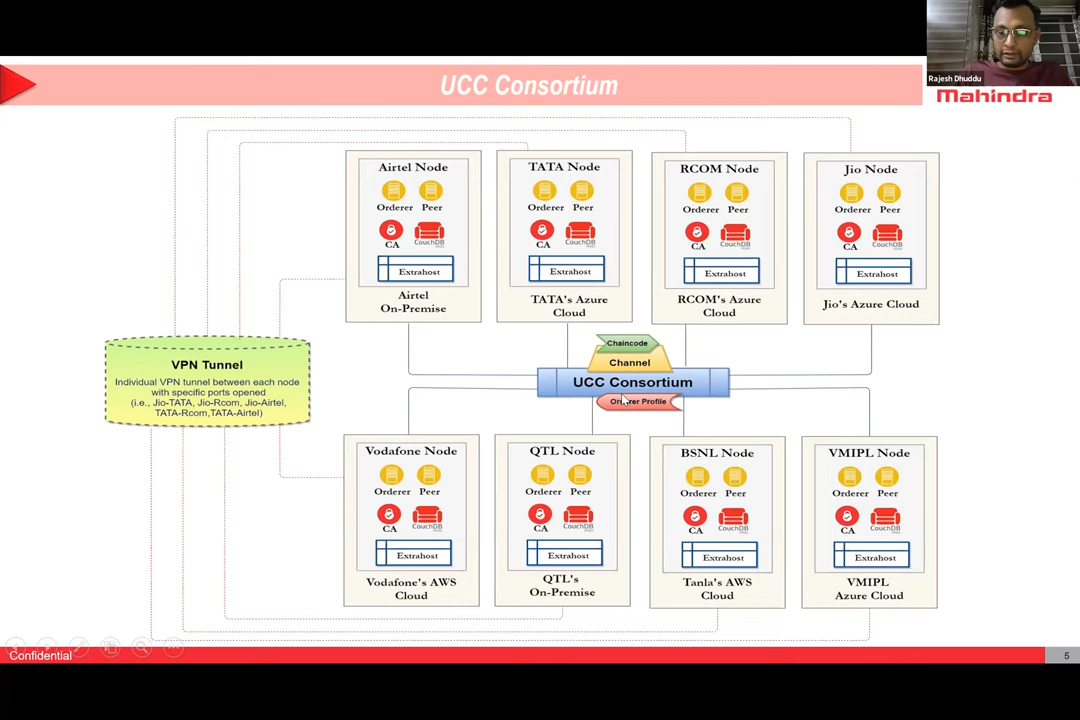 UCC Consortium
Rajesh Dhuddu
Mahindra
Airtel Node
Orderer Peer
CA CouchDB
Extrahost
Airtel
On-Premise
TATA Node
Orderer Peer
CA CouchDB
Extrahost
TATA's Azure
Cloud
RCOM Node
Orderer Peer
CA CouchDB
Extrahost
RCOM's Azure
Cloud
Jio Node
Orderer Peer
CA CouchDB
Extrahost
Jio's Azure Cloud
VPN Tunnel
Individual VPN tunnel between each node
with specific ports opened
(i.e., Jio-TATA, Jio-Rcom, Jio-Airtel,
TATA-Rcom,TATA-Airtel)
Chaincode
Channel
UCC Consortium
Orderer Profile
Vodafone Node
Orderer Peer
CA CouchDB
Extrahost
Vodafone's AWS
Cloud
QTL Node
Orderer Peer
CA CouchDB
Extrahost
QTL's
On-Premise
BSNL Node
Orderer Peer
CA CouchDB
Extrahost
Tanla's AWS
Cloud
VMIPL Node
Orderer Peer
CA CouchDB
Extrahost
VMIPL
Azure Cloud
Confidential
5